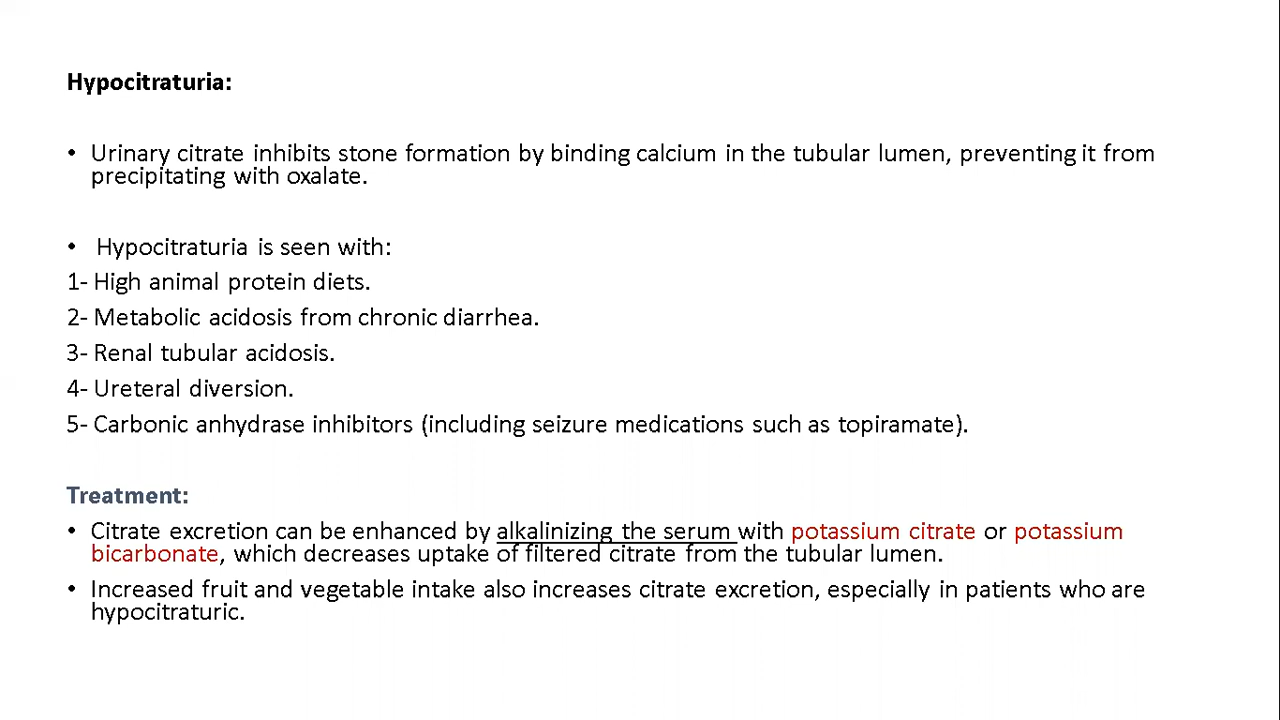 Hypocitraturia:
• Urinary citrate inhibits stone formation by binding calcium in the tubular lumen, preventing it from
precipitating with oxalate.
• Hypocitraturia is seen with:
1- High animal protein diets.
2- Metabolic acidosis from chronic diarrhea.
3- Renal tubular acidosis.
4- Ureteral diversion.
5- Carbonic anhydrase inhibitors (including seizure medications such as topiramate).
Treatment:
• Citrate excretion can be enhanced by alkalinizing the serum with potassium citrate or potassium
bicarbonate, which decreases uptake of filtered citrate from the tubular lumen.
• Increased fruit and vegetable intake also increases citrate excretion, especially in patients who are
hypocitraturic.